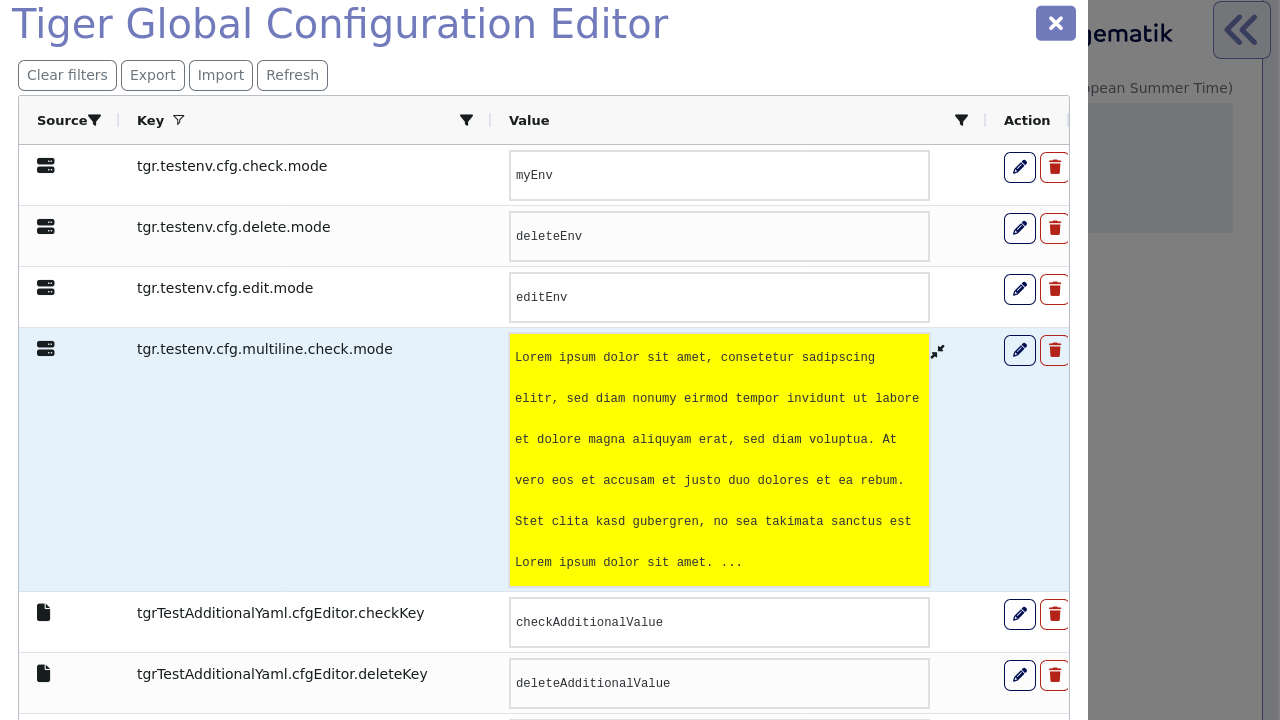 Tiger Global Configuration Editor
gematik
Clear filters Export Import Refresh
opean Summer Time)
Source Key Value Action
tgr.testenv.cfg.check.mode myEnv
tgr.testenv.cfg.delete.mode deleteEnv
tgr.testenv.cfg.edit.mode editEnv
tgr.testenv.cfg.multiline.check.mode Lorem ipsum dolor sit amet, consetetur sadipscing
elitr, sed diam nonumy eirmod tempor invidunt ut labore
et dolore magna aliquyam erat, sed diam voluptua. At
vero eos et accusam et justo duo dolores et ea rebum.
Stet clita kasd gubergren, no sea takimata sanctus est
Lorem ipsum dolor sit amet. ...
tgrTestAdditionalYaml.cfgEditor.checkKey checkAdditionalValue
tgrTestAdditionalYaml.cfgEditor.deleteKey deleteAdditionalValue